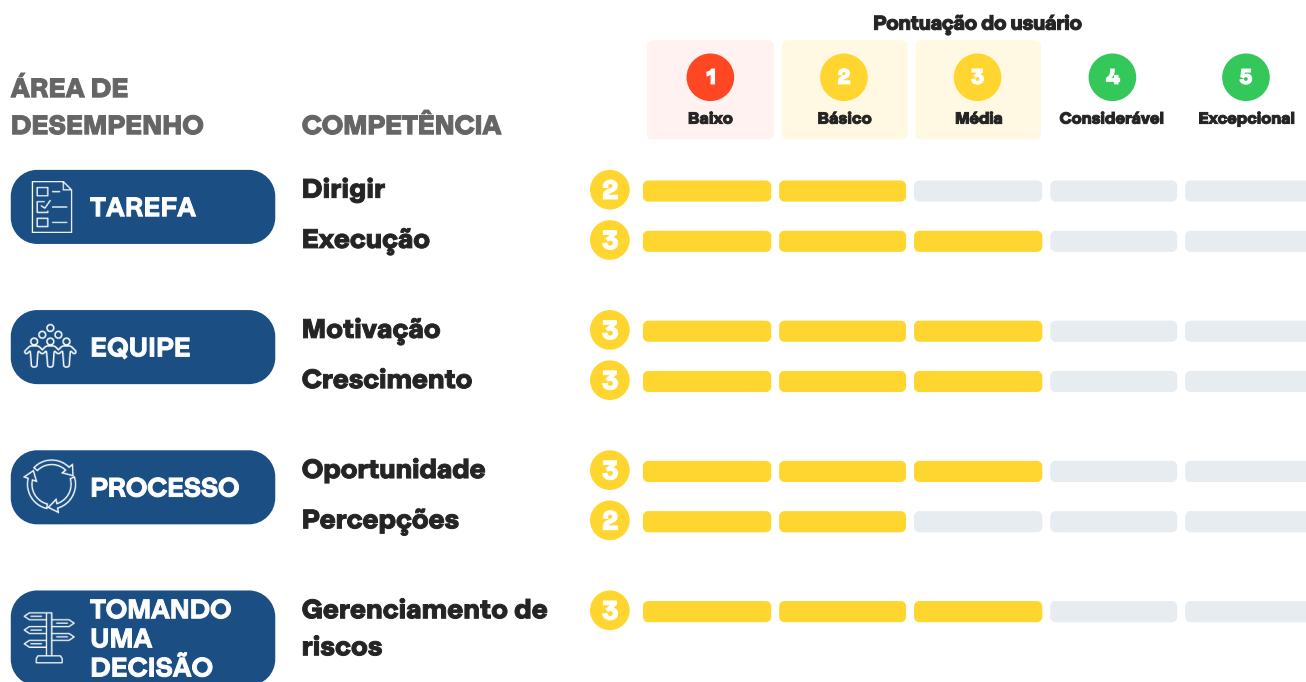 Pontuação do usuário
ÁREA DE
DESEMPENHO
COMPETÊNCIA
1
2
3
4
5
Baixo
Básico
Média
Considerável
Excepcional
TAREFA
Dirigir
2
Execução
3
EQUIPE
Motivação
3
Crescimento
3
PROCESSO
Oportunidade
3
Percepções
2
TOMANDO
UMA
DECISÃO
Gerenciamento de
riscos
3